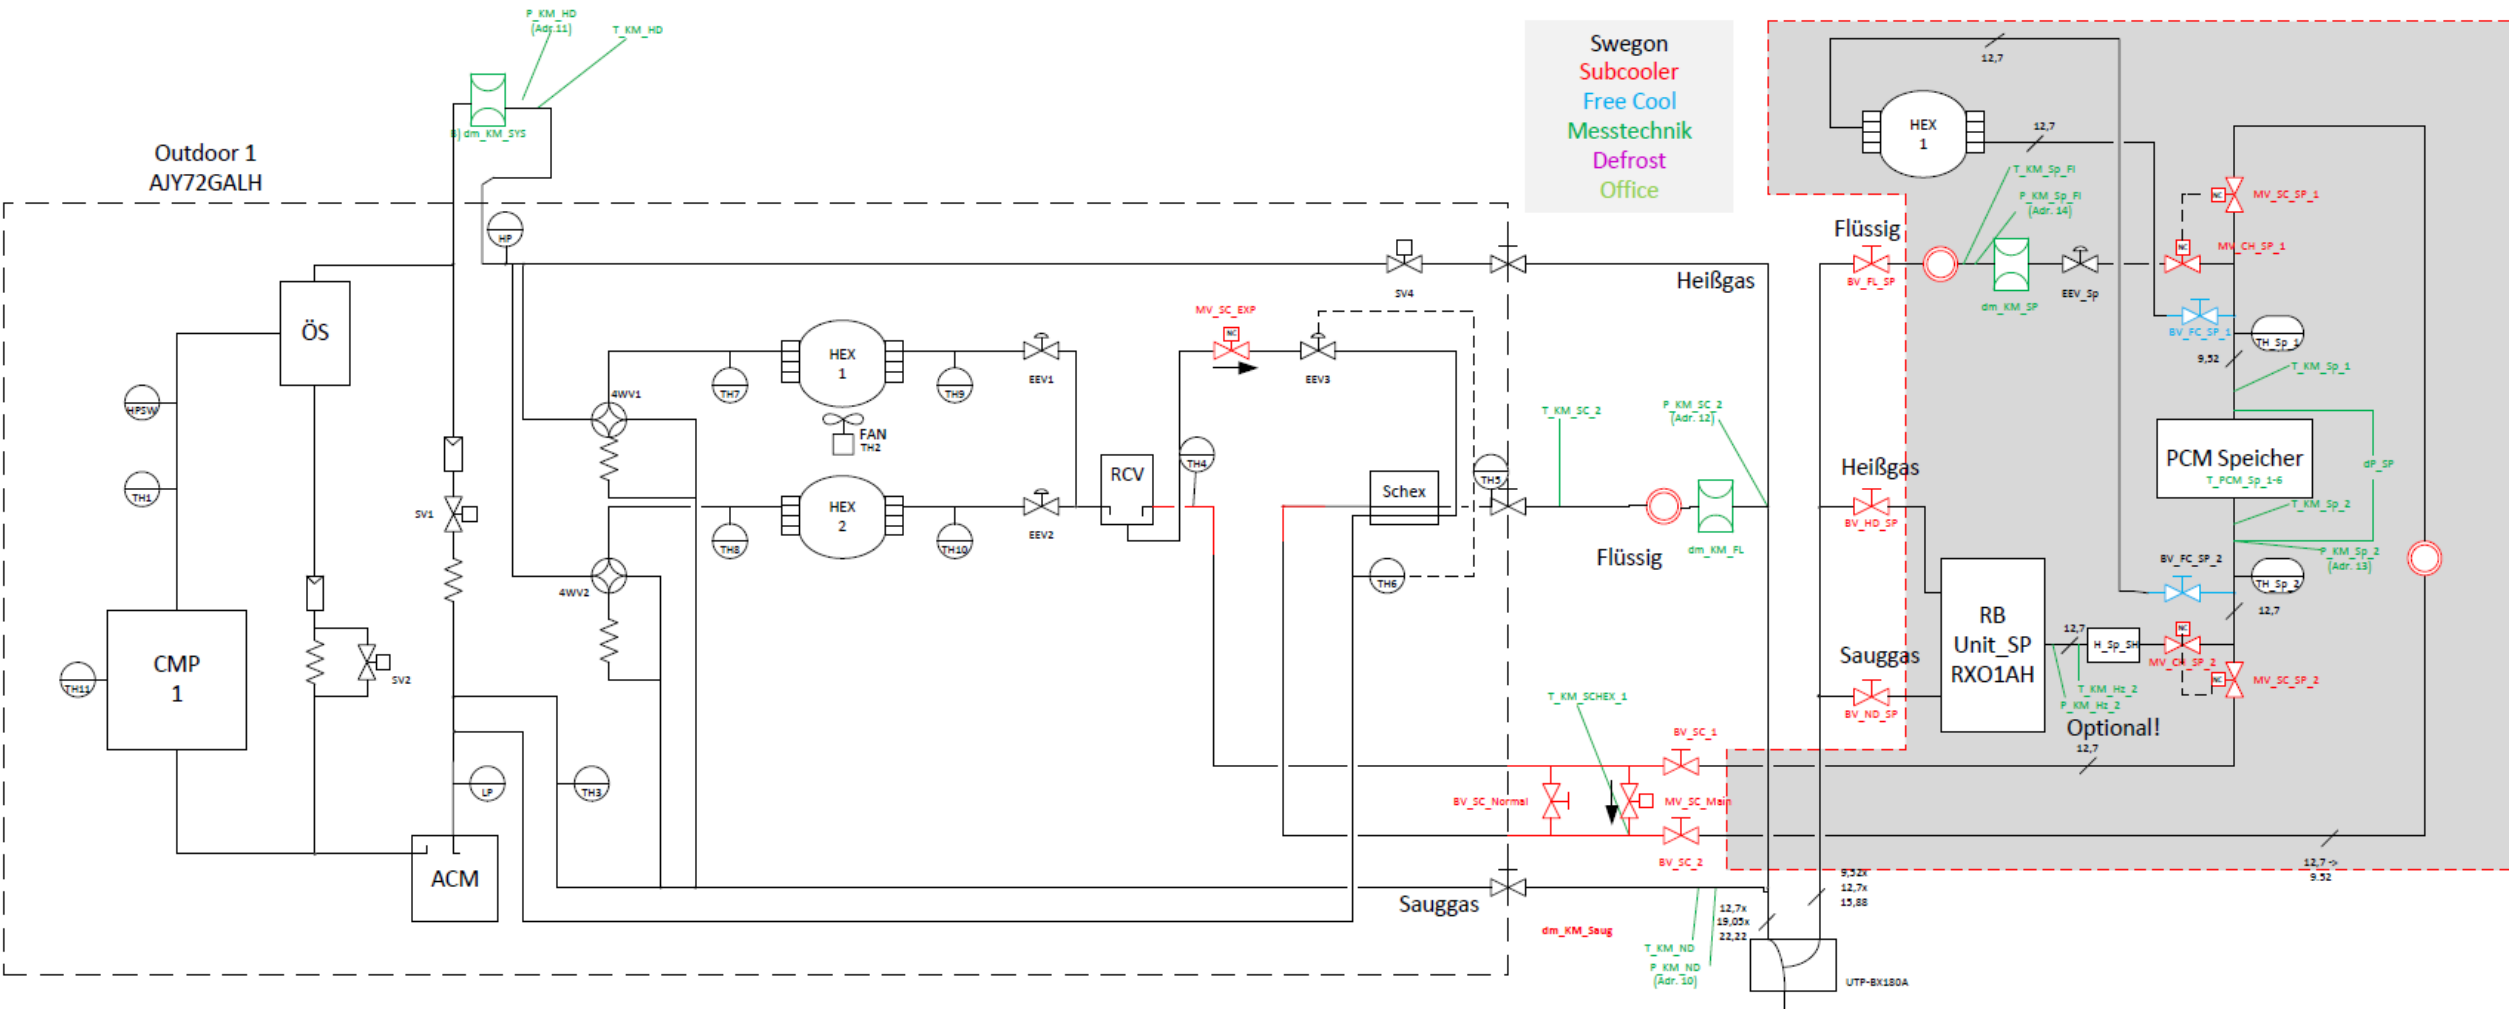 P_KM_HD
(Adr.11)
T_KM_HD
B) dm_KM_SYS
Outdoor 1
AJY72GALH
Swegon
Subcooler
Free Cool
Messtechnik
Defrost
Office
12,7
HEX
1
12,7
T_KM_Sp_Fl
P_KM_Sp_Fl
(Adr. 14)
NC
MV_SC_SP_1
Flüssig
NC
MV_CH_SP_1
BV_FL_SP
dm_KM_SP
EEV_Sp
BV_FC_SP_1
TH_Sp_1
9,52
T_KM_Sp_1
HP
SV4
Heißgas
ÖS
HPSW
TH1
SV1
4WV1
TH7
HEX
1
TH9
EEV1
FAN
TH2
MV_SC_EXP
NC
EEV3
RCV
TH4
TH8
HEX
2
TH10
EEV2
4WV2
Schex
TH5
TH6
T_KM_SC_2
P_KM_SC_2
(Adr. 12)
dm_KM_FL
Flüssig
Heißgas
BV_HD_SP
PCM Speicher
T_PCM_Sp_1-6
dP_SP
T_KM_Sp_2
P_KM_Sp_2
(Adr. 13)
BV_FC_SP_2
TH_Sp_2
12,7
RB
Unit_SP
RXO1AH
12,7
H_Sp_SH
NC
MV_CH_SP_2
NC
MV_SC_SP_2
T_KM_Hz_2
P_KM_Hz_2
Optional!
12,7
Sauggas
BV_ND_SP
CMP
1
TH11
SV2
LP
TH3
ACM
T_KM_SCHEX_1
BV_SC_1
BV_SC_Normal
MV_SC_Main
BV_SC_2
12,7 ->
9.52
Sauggas
dm_KM_Saug
T_KM_ND
P_KM_ND
(Adr. 10)
12,7x
19,05x
22,22
9,52x
12,7x
15,88
UTP-BX180A